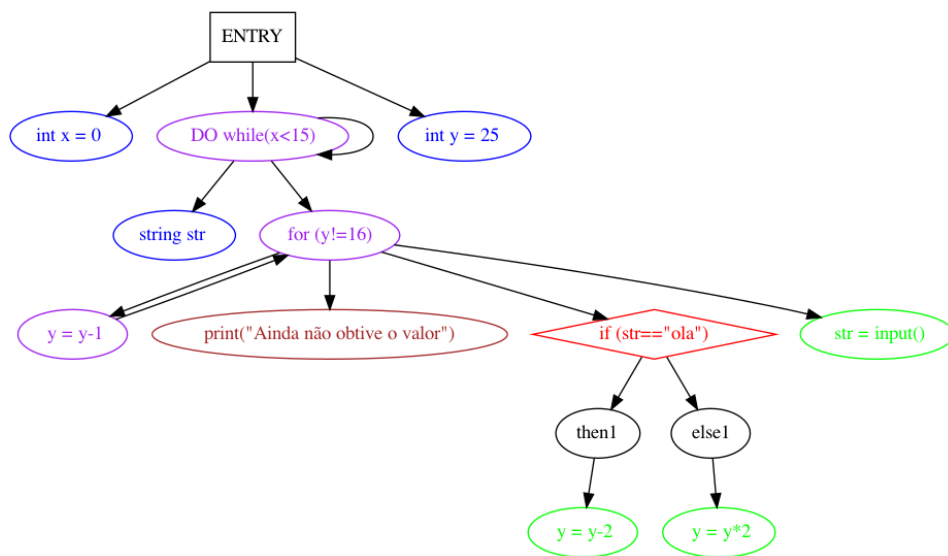 ENTRY
int x = 0
DO while(x<15)
int y = 25
string str
for (y!=16)
y = y-1
print("Ainda não obtive o valor")
if (str=="ola")
str = input()
then1
else1
y = y-2
y = y*2